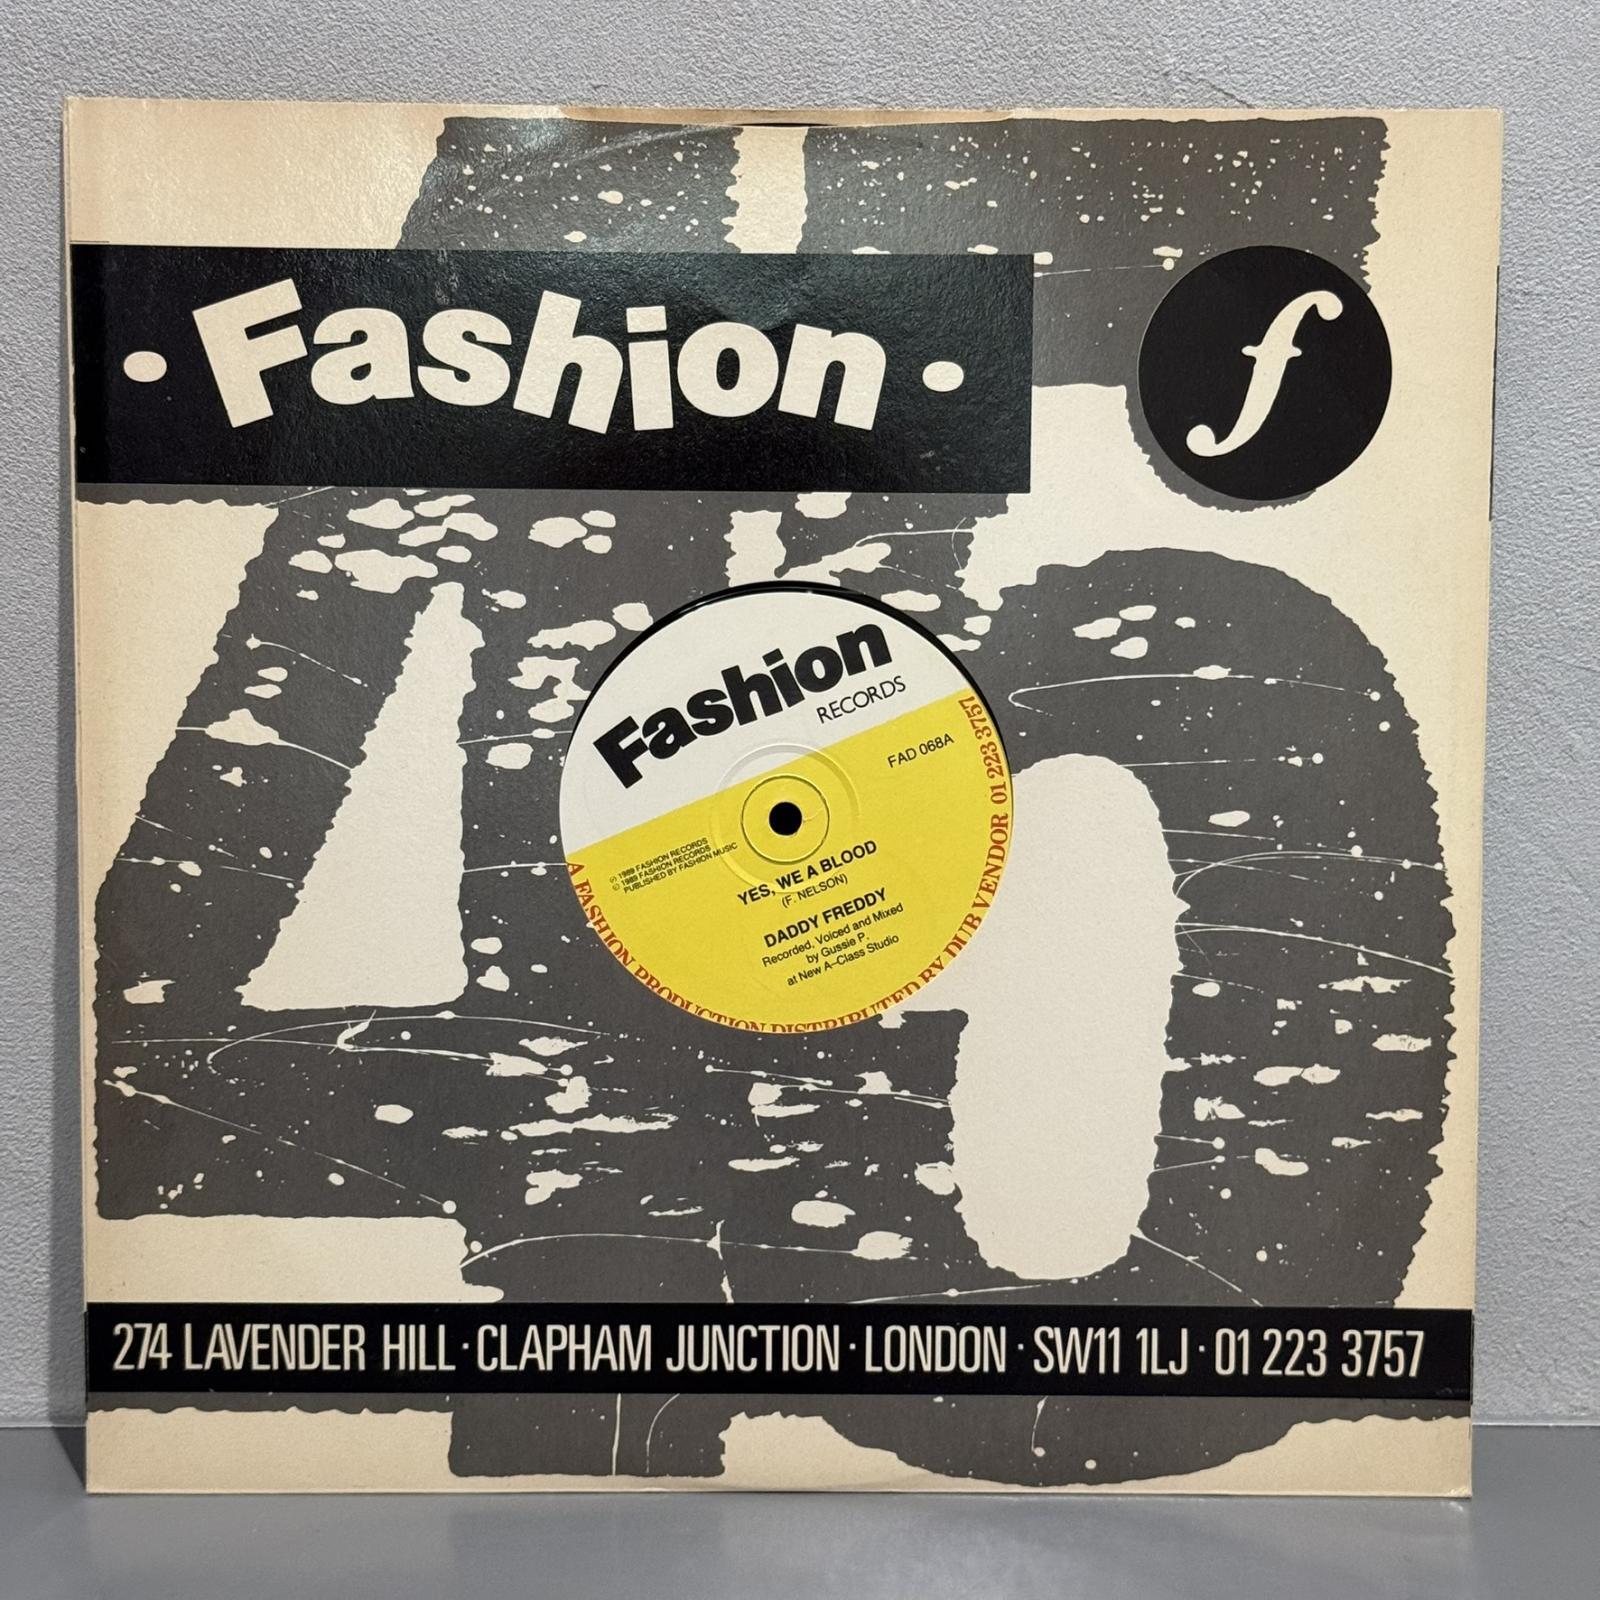 • Fashion •
f
45
Fashion
RECORDS
FAD 068A
℗ 1989 FASHION RECORDS
© 1989 FASHION RECORDS
PUBLISHED BY FASHION MUSIC
YES, WE A BLOOD
(F. NELSON)
DADDY FREDDY
Recorded, Voiced and Mixed
by Gussie P.
at New A–Class Studio
A FASHION PRODUCTION DISTRIBUTED BY DUB VENDOR 01 223 3757
274 LAVENDER HILL · CLAPHAM JUNCTION · LONDON · SW11 1LJ · 01 223 3757